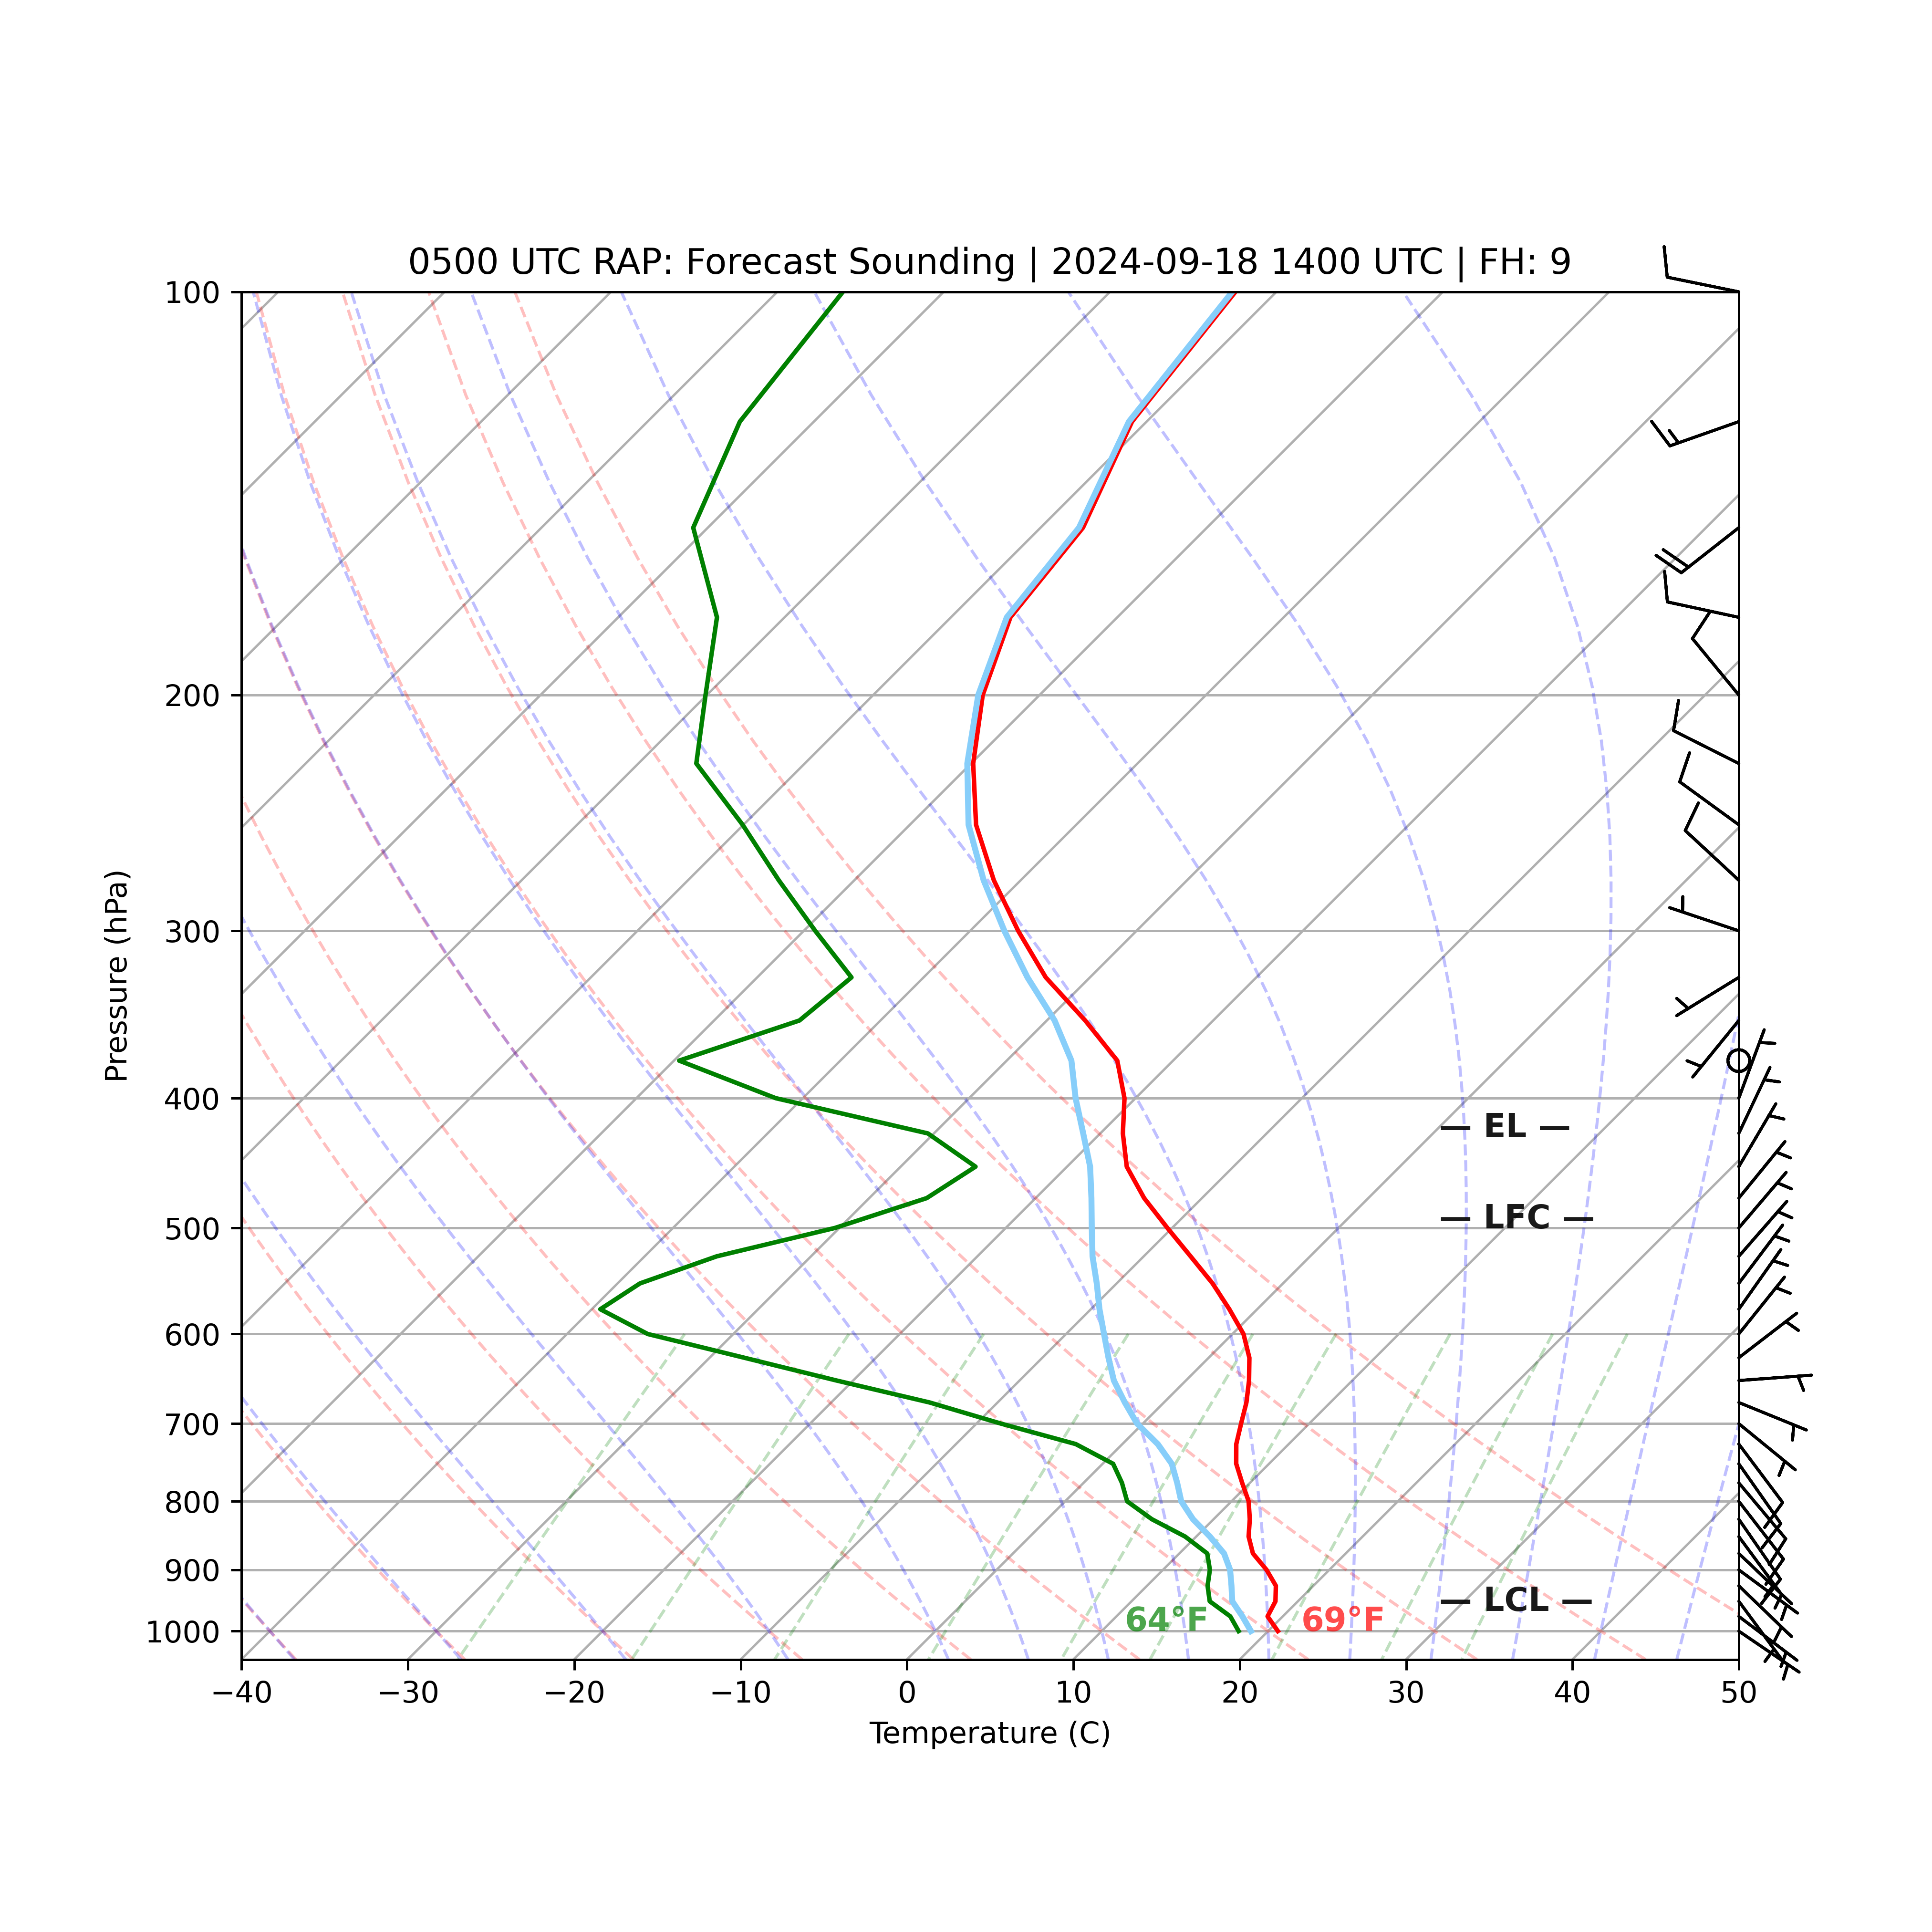 0500 UTC RAP: Forecast Sounding | 2024-09-18 1400 UTC | FH: 9
100
200
300
400
500
600
700
800
900
1000
Pressure (hPa)
— EL —
— LFC —
— LCL —
64°F
69°F
−40
−30
−20
−10
0
10
20
30
40
50
Temperature (C)